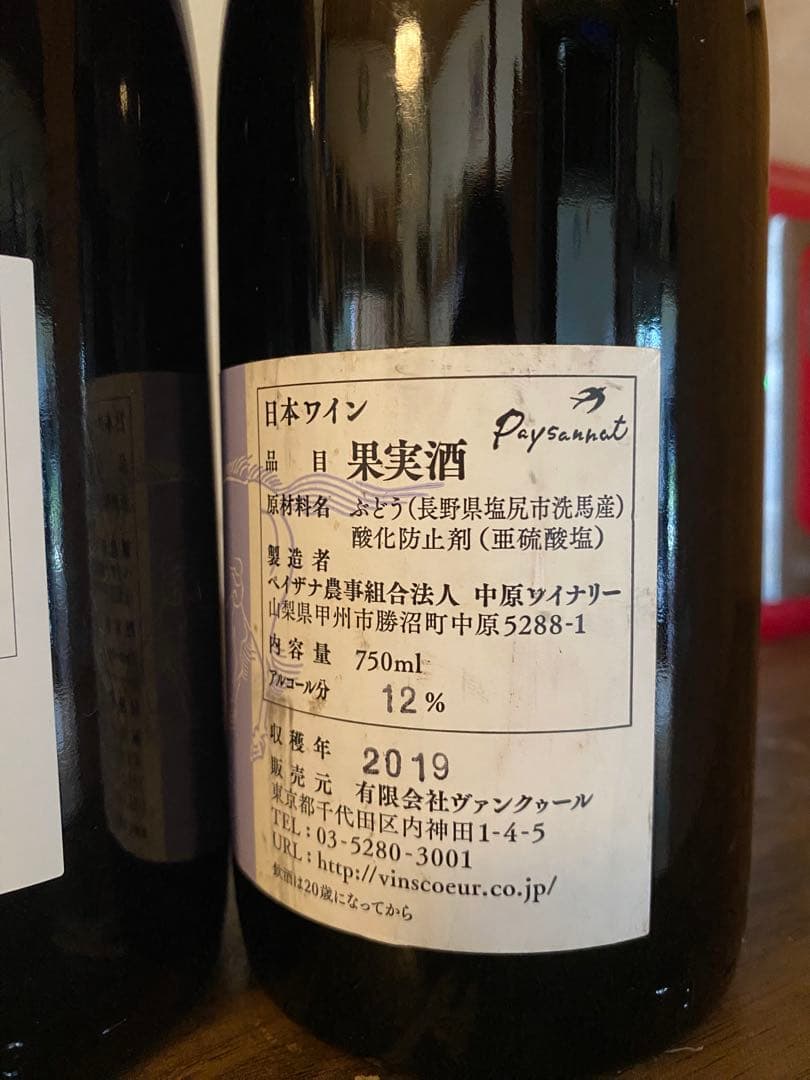 日本ワイン
Paysannat
品目 果実酒
原材料名 ぶどう(長野県塩尻市洗馬産)
酸化防止剤(亜硫酸塩)
製造者
ペイザナ農事組合法人 中原ワイナリー
山梨県甲州市勝沼町中原5288-1
内容量 750ml
アルコール分 12%
収穫年 2019
販売元 有限会社ヴァンクゥール
東京都千代田区内神田1-4-5
TEL:03-5280-3001
URL:http://vinscoeur.co.jp/
飲酒は20歳になってから